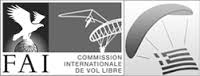 FAI
COMMISSION
INTERNATIONALE
DE VOL LIBRE